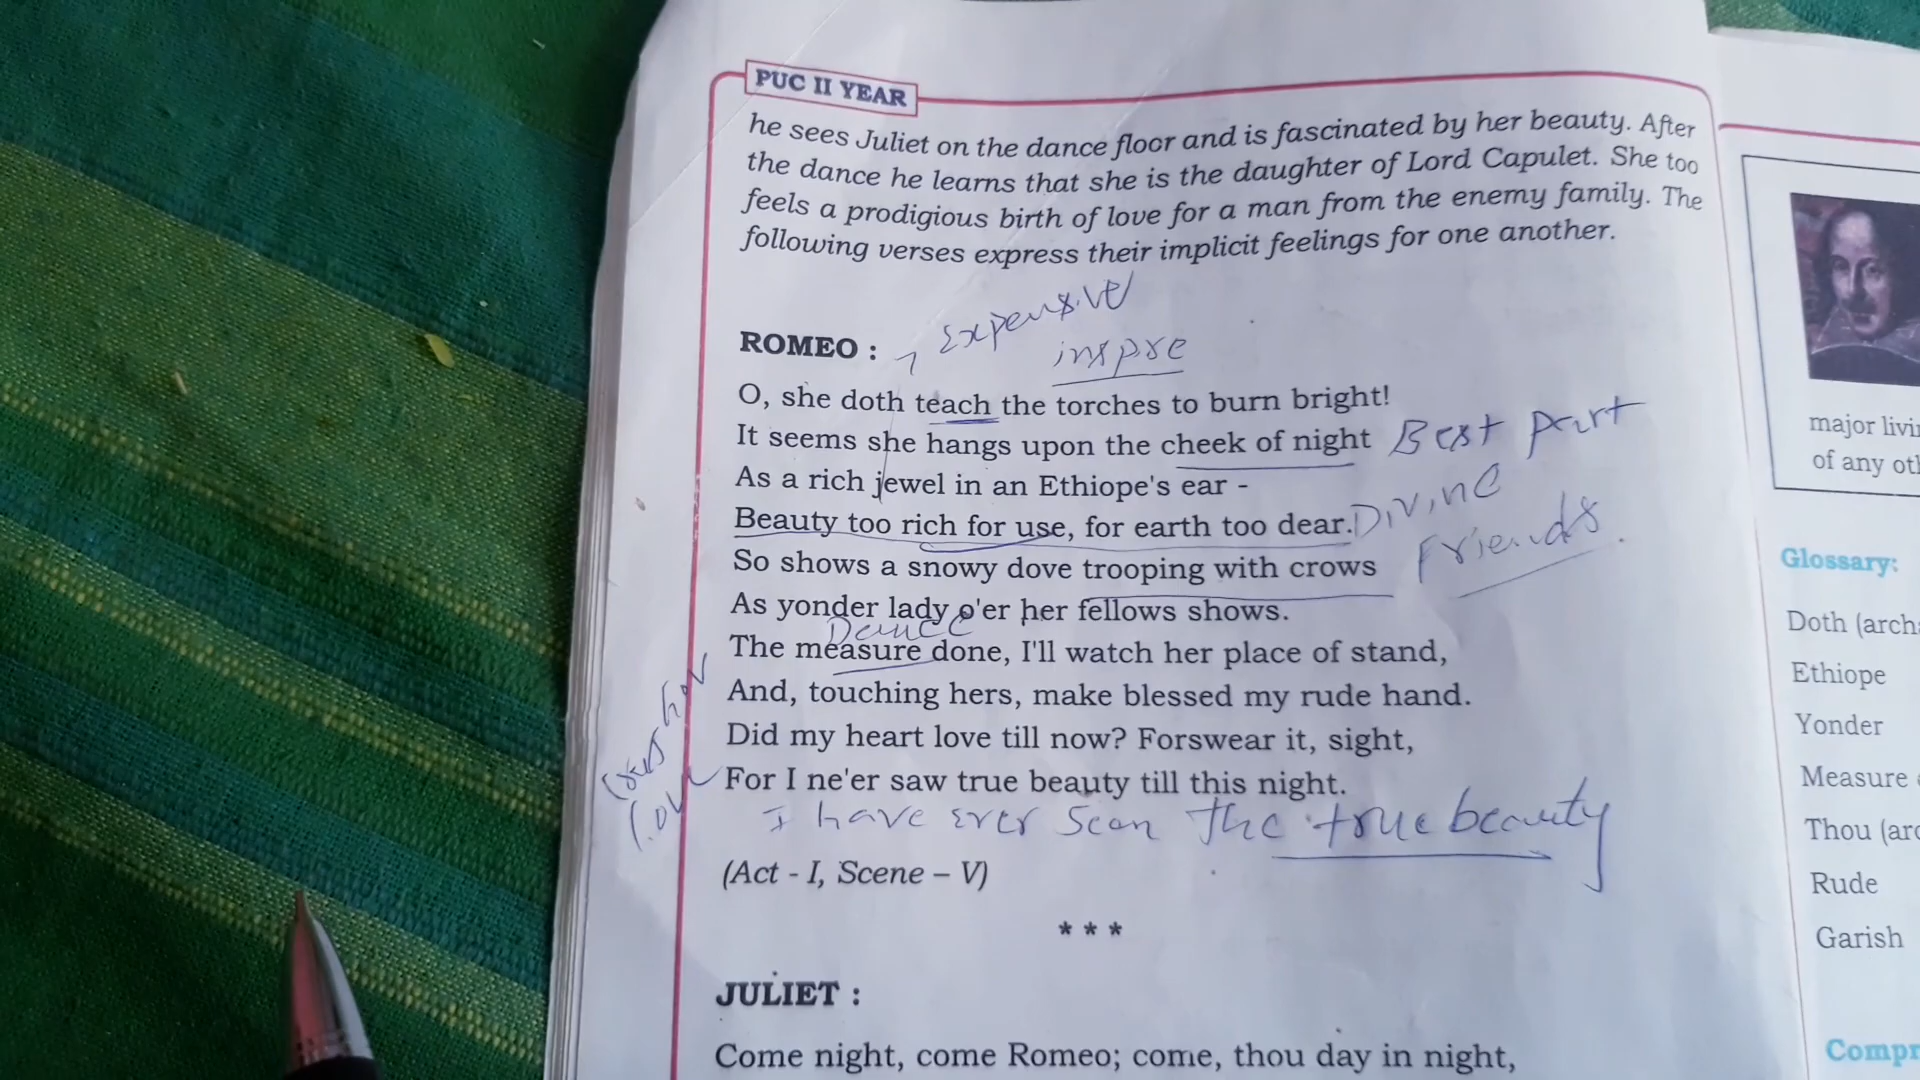 PUC II YEAR
he sees Juliet on the dance floor and is fascinated by her beauty. After
the dance he learns that she is the daughter of Lord Capulet. She too
feels a prodigious birth of love for a man from the enemy family. The
following verses express their implicit feelings for one another.
Expensive
ROMEO :
inspre
O, she doth teach the torches to burn bright!
It seems she hangs upon the cheek of night Best part
As a rich jewel in an Ethiope's ear -
Divine
Beauty too rich for use, for earth too dear.
Friends
So shows a snowy dove trooping with crows
As yonder lady o'er her fellows shows.
Dance
The measure done, I'll watch her place of stand,
And, touching hers, make blessed my rude hand.
Did my heart love till now? Forswear it, sight,
For I ne'er saw true beauty till this night.
I have ever seen the true beauty
(Act - I, Scene – V)
* * *
JULIET :
Come night, come Romeo; come, thou day in night,
major livi
of any oth
Glossary:
Doth (arch
Ethiope
Yonder
Measure
Thou (arc
Rude
Garish
Compr